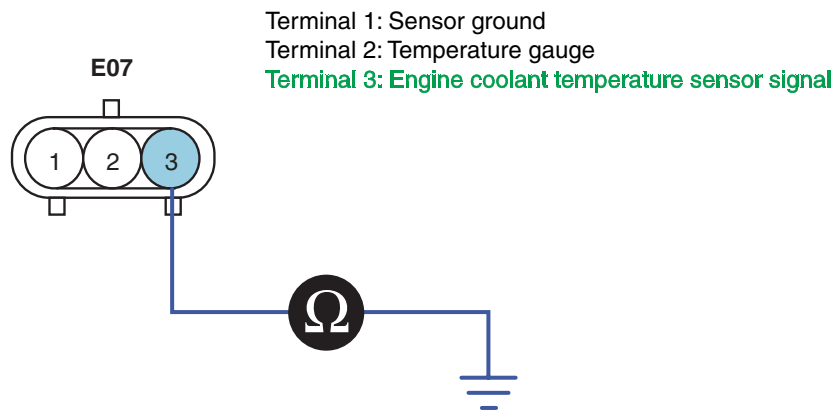 Terminal 1: Sensor ground
Terminal 2: Temperature gauge
Terminal 3: Engine coolant temperature sensor signal
E07
1 2 3
Ω